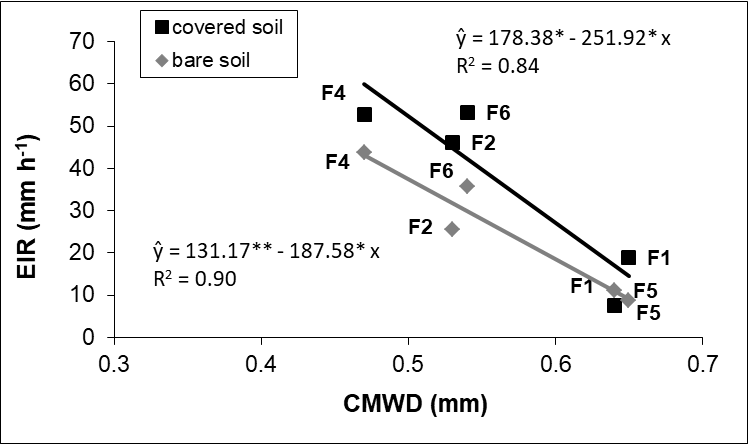 covered soil
bare soil
ŷ = 178.38* - 251.92* x
R² = 0.84
70
60
50
40
30
20
10
0
EIR (mm h⁻¹)
F4
F6
F2
F4
F6
F2
F1
F1
F5
F5
ŷ = 131.17** - 187.58* x
R² = 0.90
0.3 0.4 0.5 0.6 0.7
CMWD (mm)